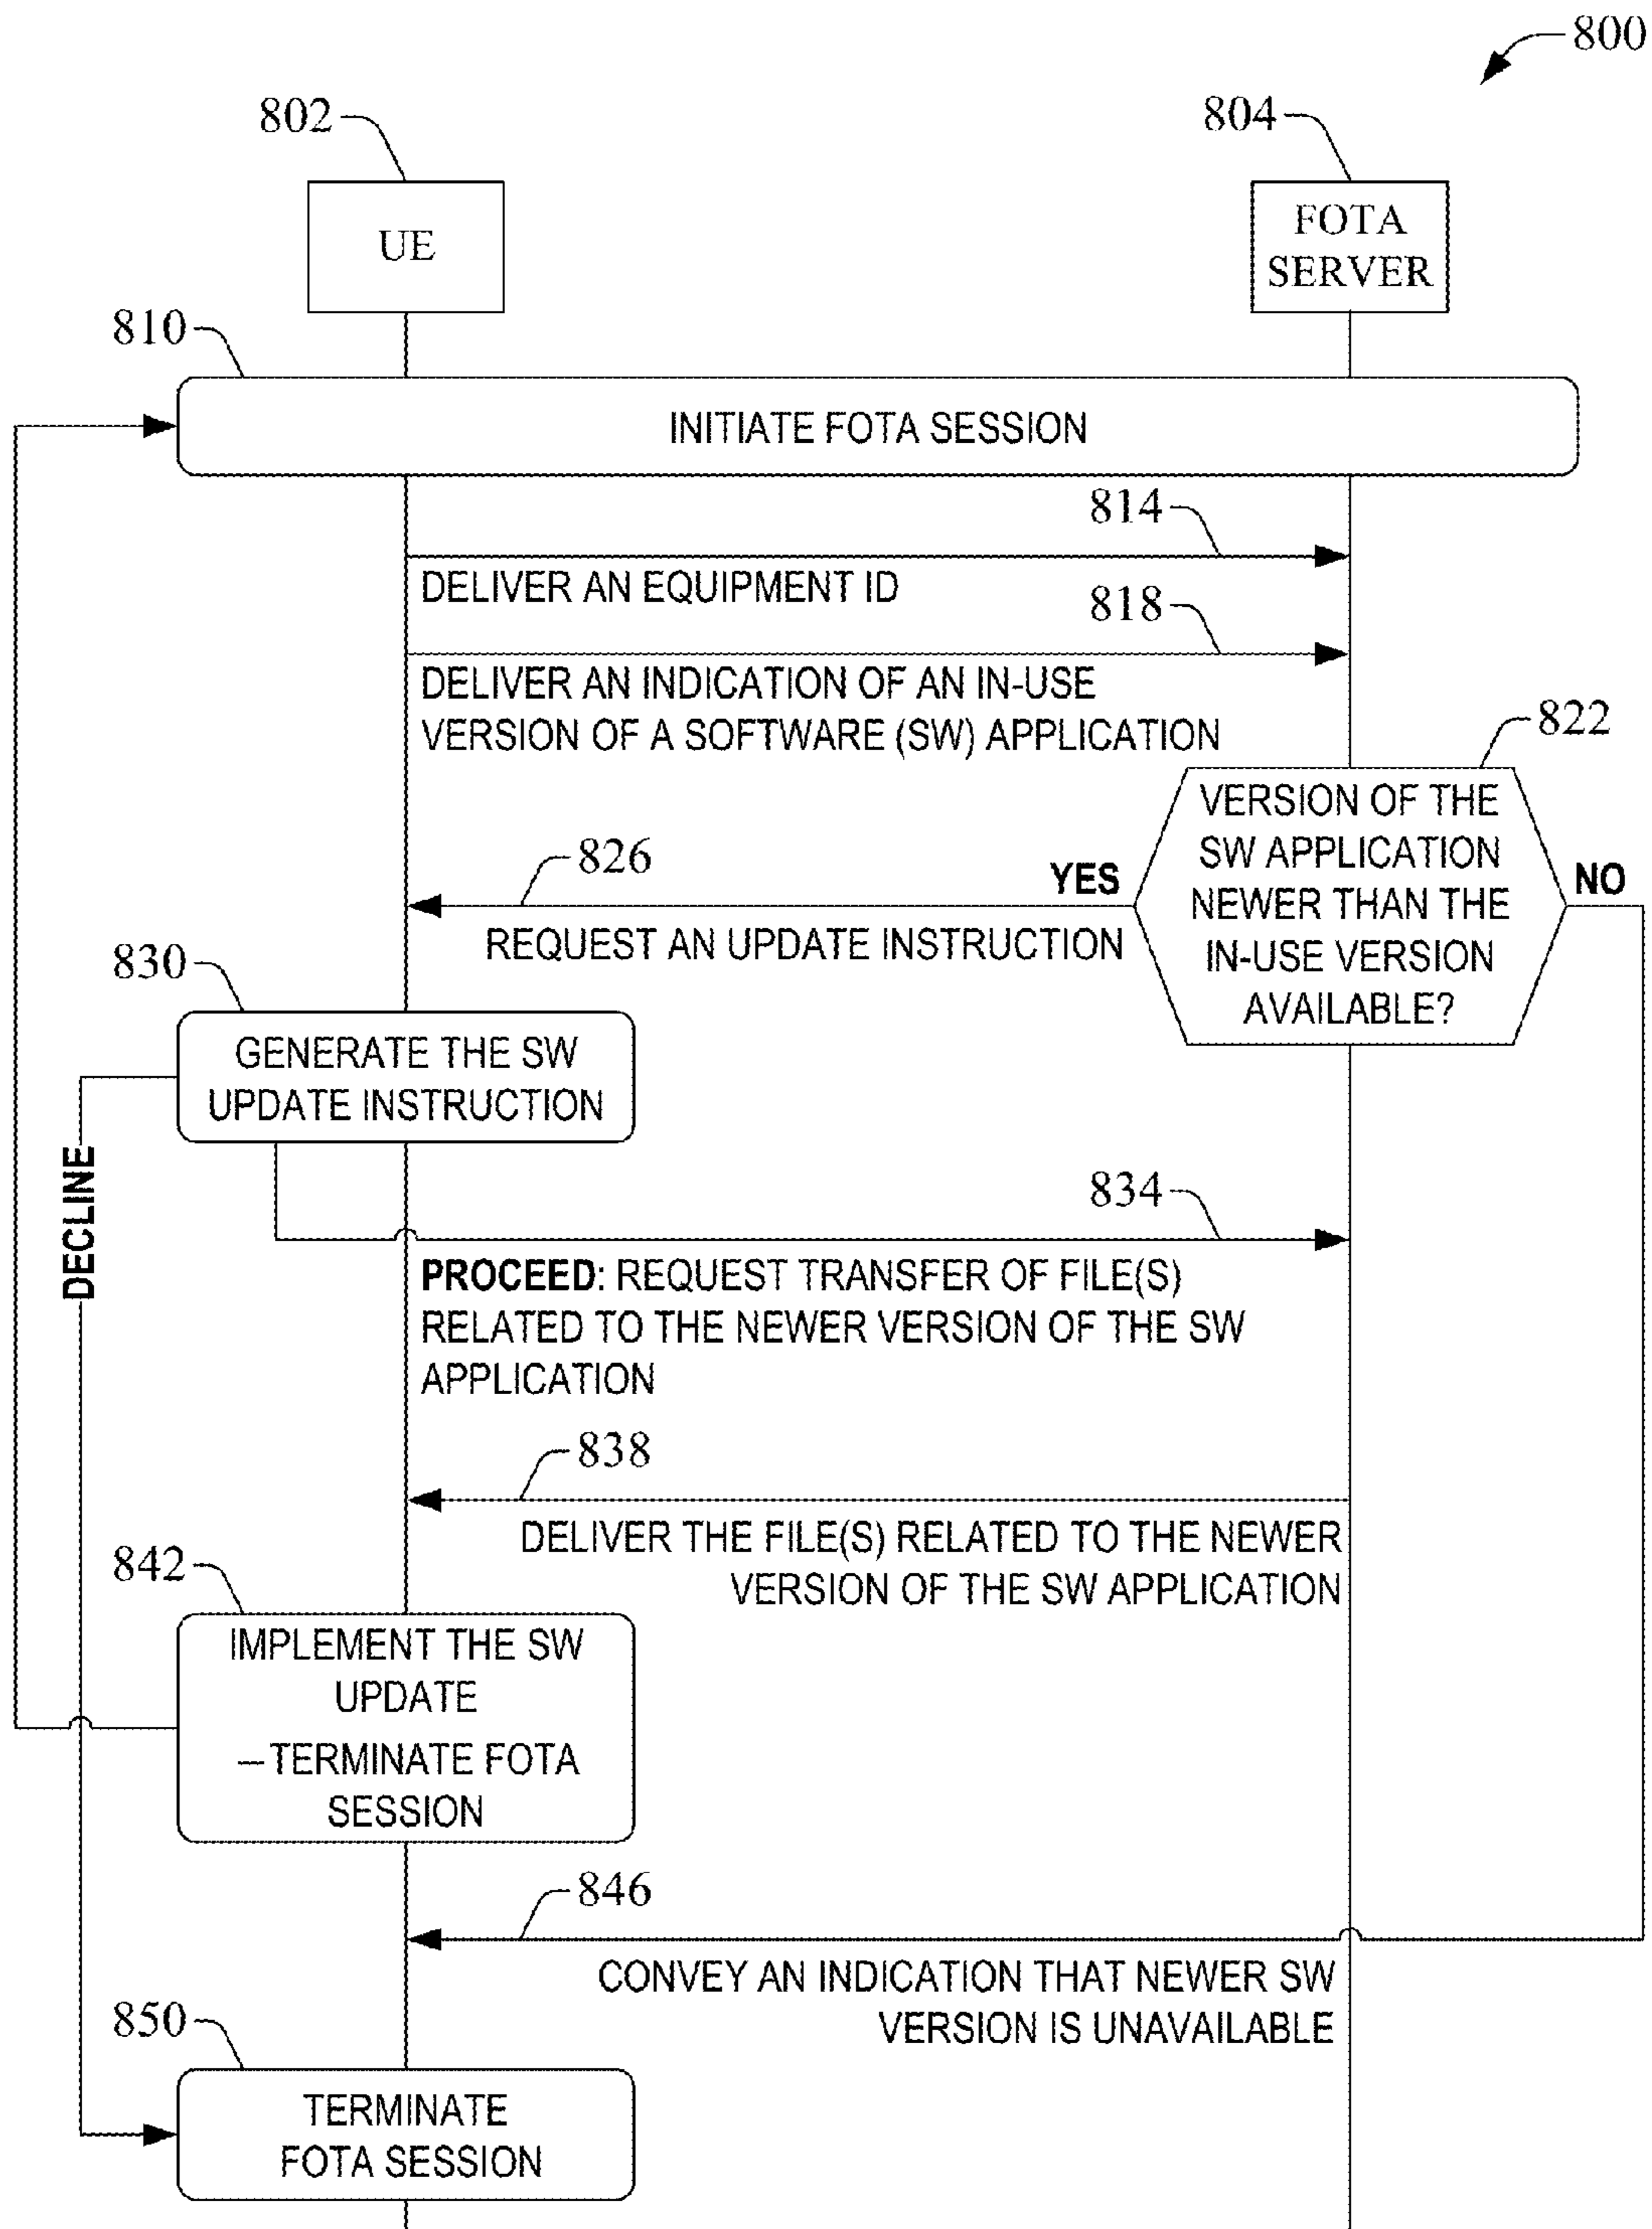 800
802
804
UE
FOTA
SERVER
810
INITIATE FOTA SESSION
814
DELIVER AN EQUIPMENT ID
818
DELIVER AN INDICATION OF AN IN-USE
VERSION OF A SOFTWARE (SW) APPLICATION
822
VERSION OF THE
SW APPLICATION
NEWER THAN THE
IN-USE VERSION
AVAILABLE?
YES
NO
826
REQUEST AN UPDATE INSTRUCTION
830
GENERATE THE SW
UPDATE INSTRUCTION
DECLINE
834
PROCEED: REQUEST TRANSFER OF FILE(S)
RELATED TO THE NEWER VERSION OF THE SW
APPLICATION
838
DELIVER THE FILE(S) RELATED TO THE NEWER
VERSION OF THE SW APPLICATION
842
IMPLEMENT THE SW
UPDATE
–TERMINATE FOTA
SESSION
846
CONVEY AN INDICATION THAT NEWER SW
VERSION IS UNAVAILABLE
850
TERMINATE
FOTA SESSION